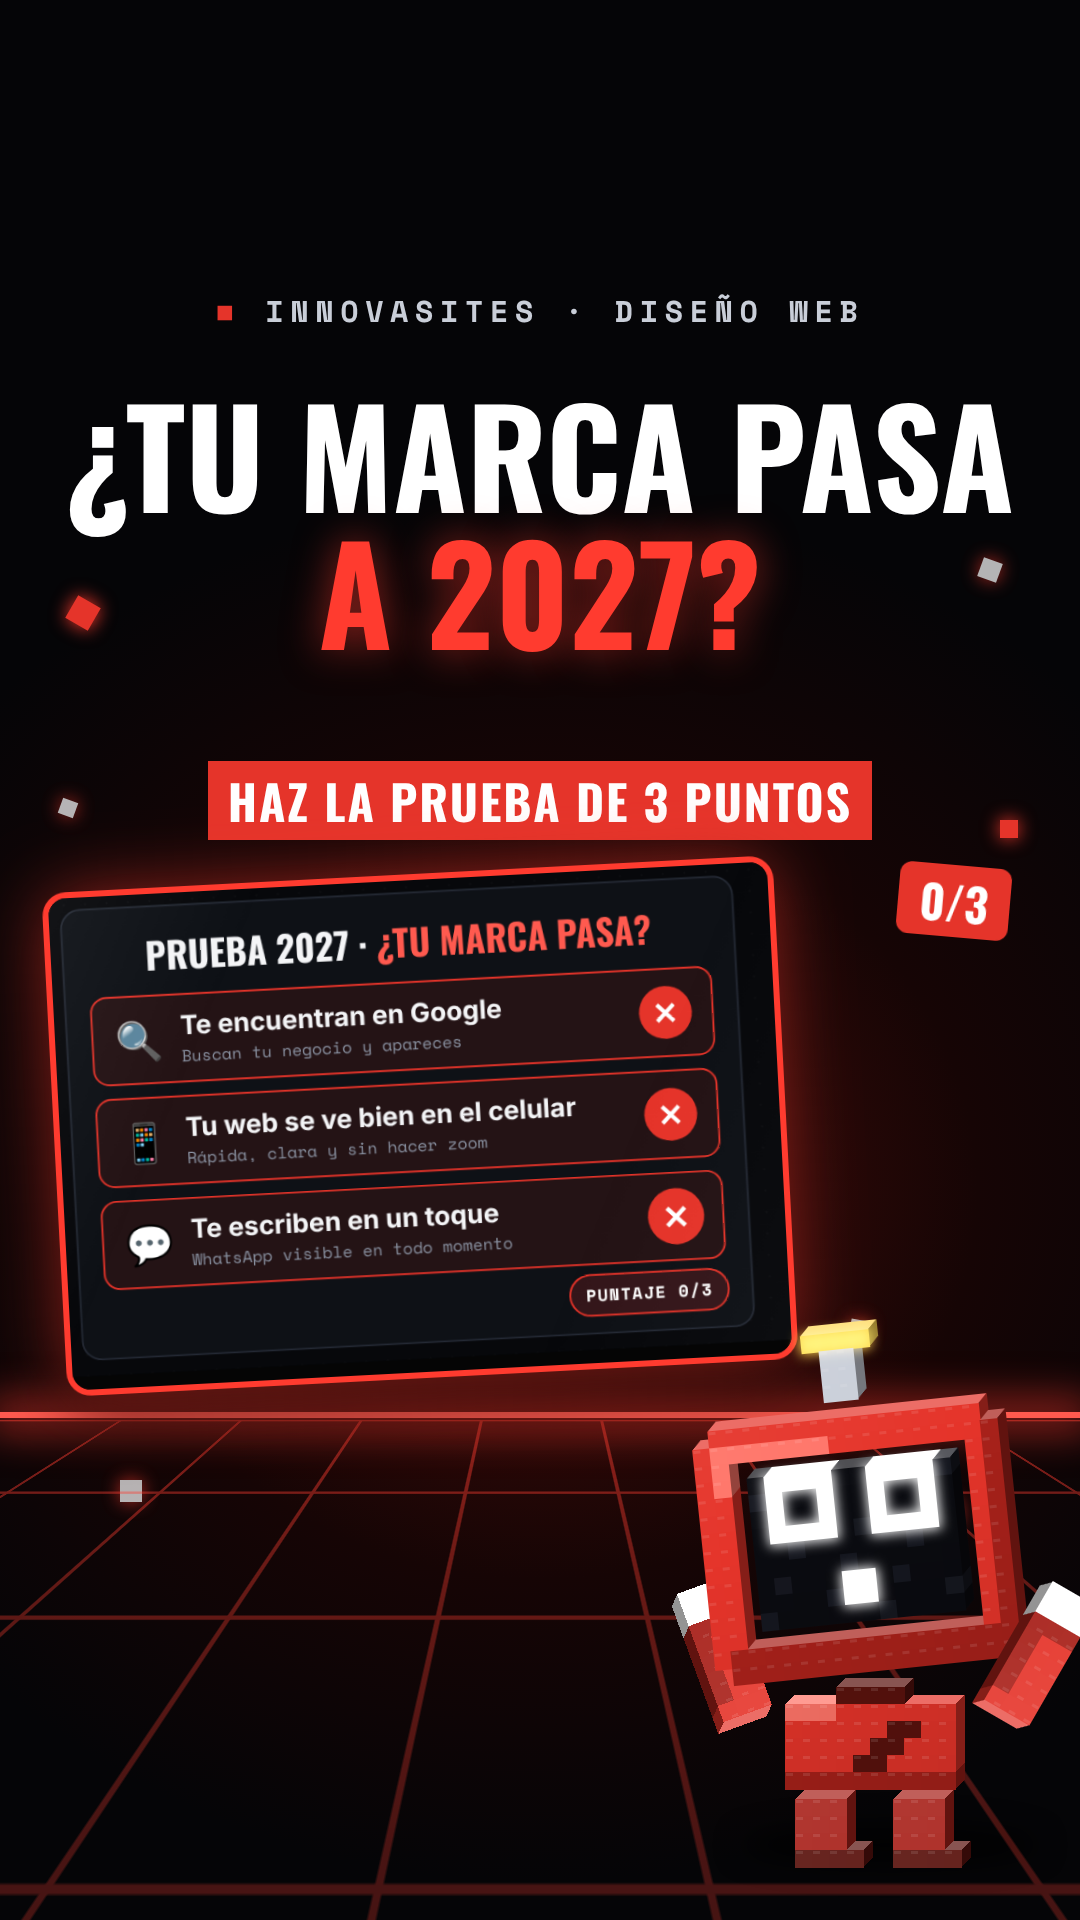 INNOVASITES · DISEÑO WEB
¿TU MARCA PASA
A 2027?
HAZ LA PRUEBA DE 3 PUNTOS
0/3
PRUEBA 2027 · ¿TU MARCA PASA?
Te encuentran en Google
Buscan tu negocio y apareces
Tu web se ve bien en el celular
Rápida, clara y sin hacer zoom
Te escriben en un toque
WhatsApp visible en todo momento
PUNTAJE 0/3